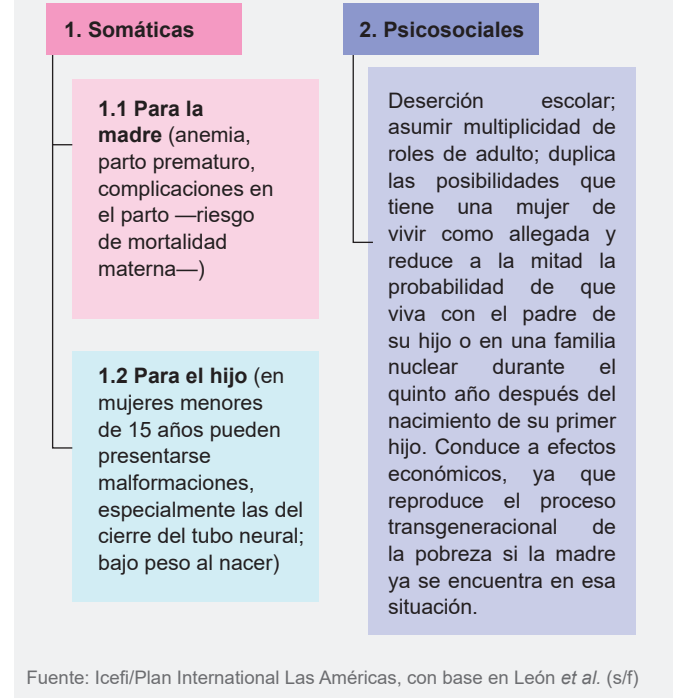 1. Somáticas
1.1 Para la
madre (anemia,
parto prematuro,
complicaciones en
el parto —riesgo
de mortalidad
materna—)
1.2 Para el hijo (en
mujeres menores
de 15 años pueden
presentarse
malformaciones,
especialmente las del
cierre del tubo neural;
bajo peso al nacer)
2. Psicosociales
Deserción escolar;
asumir multiplicidad de
roles de adulto; duplica
las posibilidades que
tiene una mujer de
vivir como allegada y
reduce a la mitad la
probabilidad de que
viva con el padre de
su hijo o en una familia
nuclear durante el
quinto año después del
nacimiento de su primer
hijo. Conduce a efectos
económicos, ya que
reproduce el proceso
transgeneracional de
la pobreza si la madre
ya se encuentra en esa
situación.
Fuente: Icefi/Plan International Las Américas, con base en León et al. (s/f)